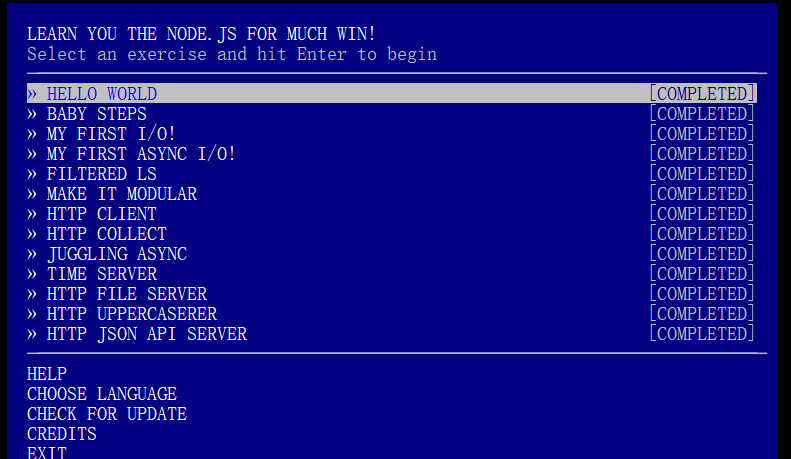 LEARN YOU THE NODE.JS FOR MUCH WIN!
Select an exercise and hit Enter to begin
» HELLO WORLD [COMPLETED]
» BABY STEPS [COMPLETED]
» MY FIRST I/O! [COMPLETED]
» MY FIRST ASYNC I/O! [COMPLETED]
» FILTERED LS [COMPLETED]
» MAKE IT MODULAR [COMPLETED]
» HTTP CLIENT [COMPLETED]
» HTTP COLLECT [COMPLETED]
» JUGGLING ASYNC [COMPLETED]
» TIME SERVER [COMPLETED]
» HTTP FILE SERVER [COMPLETED]
» HTTP UPPERCASERER [COMPLETED]
» HTTP JSON API SERVER [COMPLETED]
HELP
CHOOSE LANGUAGE
CHECK FOR UPDATE
CREDITS
EXIT